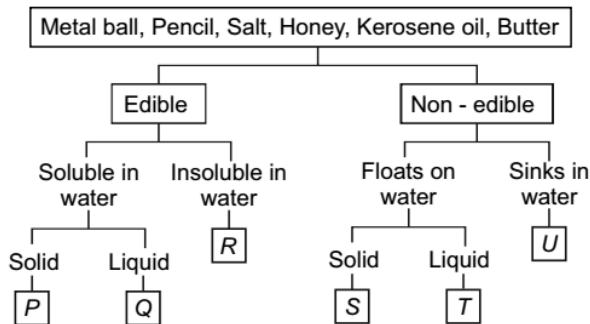 Metal ball, Pencil, Salt, Honey, Kerosene oil, Butter
Edible
Non - edible
Soluble in
water
Insoluble in
water
Floats on
water
Sinks in
water
R
U
Solid
Liquid
Solid
Liquid
P
Q
S
T